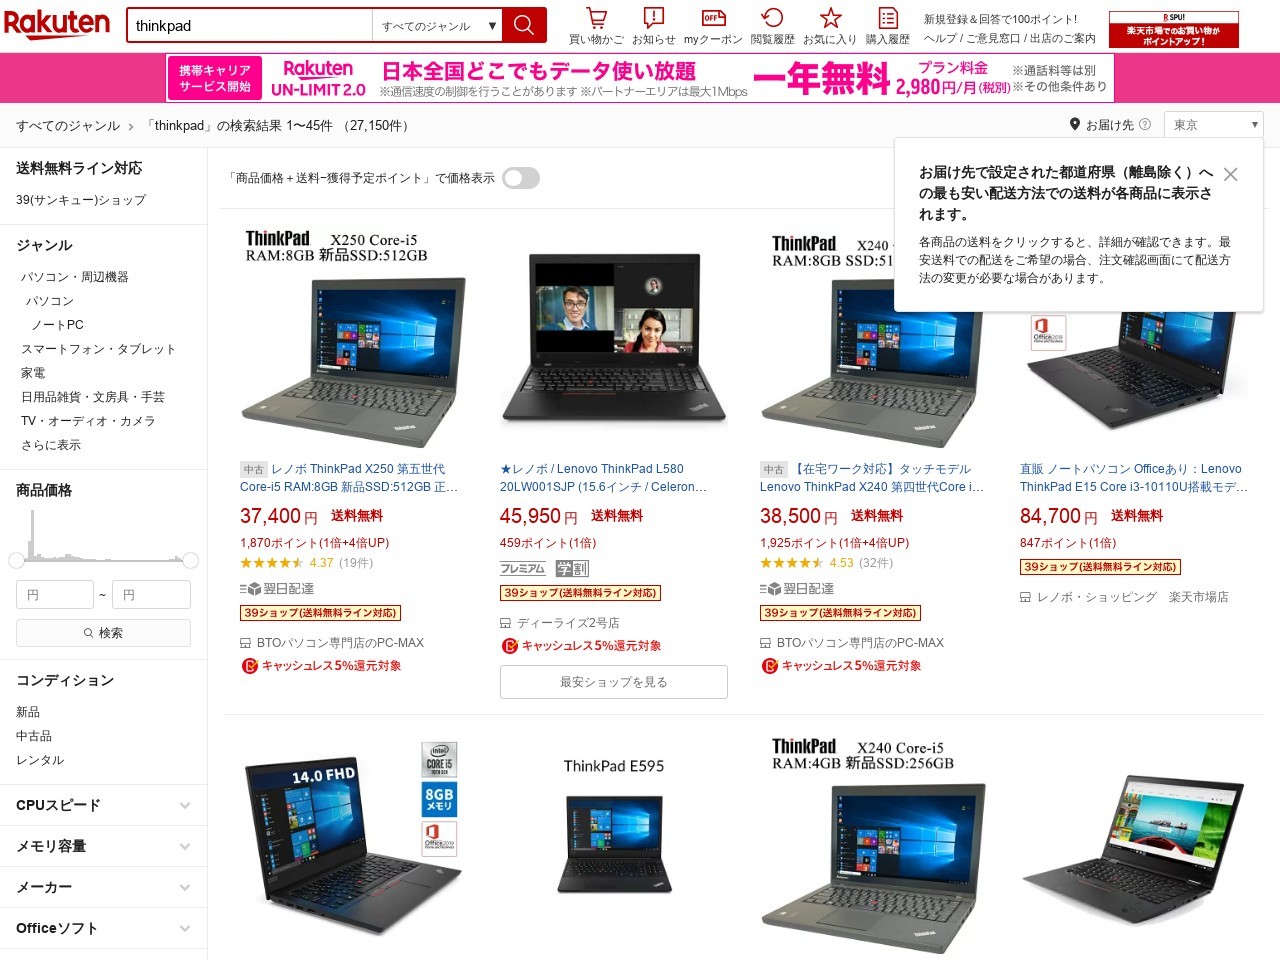 Rakuten
thinkpad
すべてのジャンル ▼
買い物かご
お知らせ
myクーポン
閲覧履歴
お気に入り
購入履歴
新規登録＆回答で100ポイント!
ヘルプ / ご意見窓口 / 出店のご案内
SPU!
楽天市場でのお買い物が
ポイントアップ！
携帯キャリア
サービス開始
Rakuten
UN-LIMIT 2.0
日本全国どこでもデータ使い放題
※通信速度の制御を行うことがあります ※パートナーエリアは最大1Mbps
一年無料
プラン料金
2,980円/月(税別)
※通話料等は別
※その他条件あり
すべてのジャンル
「thinkpad」の検索結果 1〜45件 （27,150件）
お届け先
東京
お届け先で設定された都道府県（離島除く）へ
の最も安い配送方法での送料が各商品に表示さ
れます。
各商品の送料をクリックすると、詳細が確認できます。最
安送料での配送をご希望の場合、注文確認画面にて配送方
法の変更が必要な場合があります。
送料無料ライン対応
39(サンキュー)ショップ
ジャンル
パソコン・周辺機器
パソコン
ノートPC
スマートフォン・タブレット
家電
日用品雑貨・文房具・手芸
TV・オーディオ・カメラ
さらに表示
商品価格
円 ~ 円
検索
コンディション
新品
中古品
レンタル
CPUスピード
メモリ容量
メーカー
Officeソフト
「商品価格＋送料−獲得予定ポイント」で価格表示
ThinkPad X250 Core-i5
RAM:8GB 新品SSD:512GB
中古 レノボ ThinkPad X250 第五世代
Core-i5 RAM:8GB 新品SSD:512GB 正…
37,400円 送料無料
1,870ポイント(1倍+4倍UP)
4.37 (19件)
翌日配達
39ショップ(送料無料ライン対応)
BTOパソコン専門店のPC-MAX
キャッシュレス5%還元対象
★レノボ / Lenovo ThinkPad L580
20LW001SJP (15.6インチ / Celeron…
45,950円 送料無料
459ポイント(1倍)
プレミアム 学割
39ショップ(送料無料ライン対応)
ディーライズ2号店
キャッシュレス5%還元対象
最安ショップを見る
ThinkPad X240
RAM:8GB SSD:51
中古 【在宅ワーク対応】タッチモデル
Lenovo ThinkPad X240 第四世代Core i…
38,500円 送料無料
1,925ポイント(1倍+4倍UP)
4.53 (32件)
翌日配達
39ショップ(送料無料ライン対応)
BTOパソコン専門店のPC-MAX
キャッシュレス5%還元対象
直販 ノートパソコン Officeあり：Lenovo
ThinkPad E15 Core i3-10110U搭載モデ…
84,700円 送料無料
847ポイント(1倍)
39ショップ(送料無料ライン対応)
レノボ・ショッピング 楽天市場店
14.0 FHD
intel
CORE i5
8GB
メモリ
Office2019
ThinkPad E595
ThinkPad X240 Core-i5
RAM:4GB 新品SSD:256GB